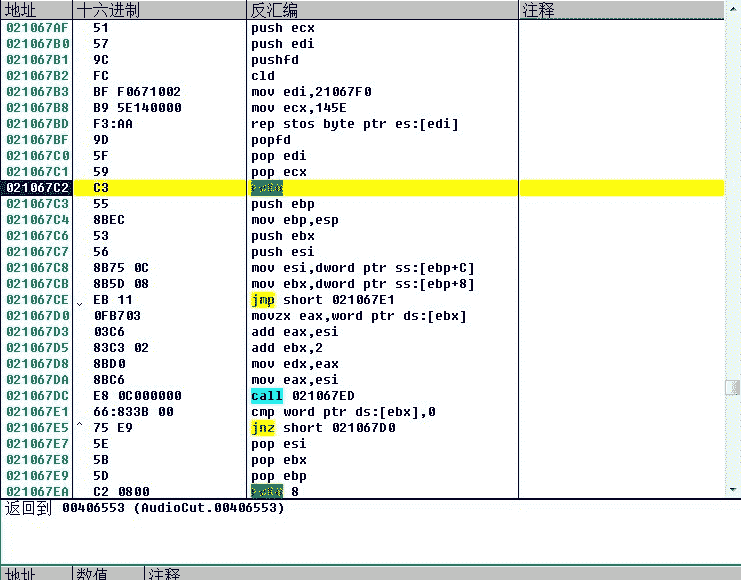 地址 十六进制 反汇编 注释
021067AF 51 push ecx
021067B0 57 push edi
021067B1 9C pushfd
021067B2 FC cld
021067B3 BF F0671002 mov edi,21067F0
021067B8 B9 5E140000 mov ecx,145E
021067BD F3:AA rep stos byte ptr es:[edi]
021067BF 9D popfd
021067C0 5F pop edi
021067C1 59 pop ecx
021067C2 C3
021067C3 55 push ebp
021067C4 8BEC mov ebp,esp
021067C6 53 push ebx
021067C7 56 push esi
021067C8 8B75 0C mov esi,dword ptr ss:[ebp+C]
021067CB 8B5D 08 mov ebx,dword ptr ss:[ebp+8]
021067CE EB 11 jmp short 021067E1
021067D0 0FB703 movzx eax,word ptr ds:[ebx]
021067D3 03C6 add eax,esi
021067D5 83C3 02 add ebx,2
021067D8 8BD0 mov edx,eax
021067DA 8BC6 mov eax,esi
021067DC E8 0C000000 call 021067ED
021067E1 66:833B 00 cmp word ptr ds:[ebx],0
021067E5 75 E9 jnz short 021067D0
021067E7 5E pop esi
021067E8 5B pop ebx
021067E9 5D pop ebp
021067EA C2 0800 8
返回到 00406553 (AudioCut.00406553)
地址 数值 注释